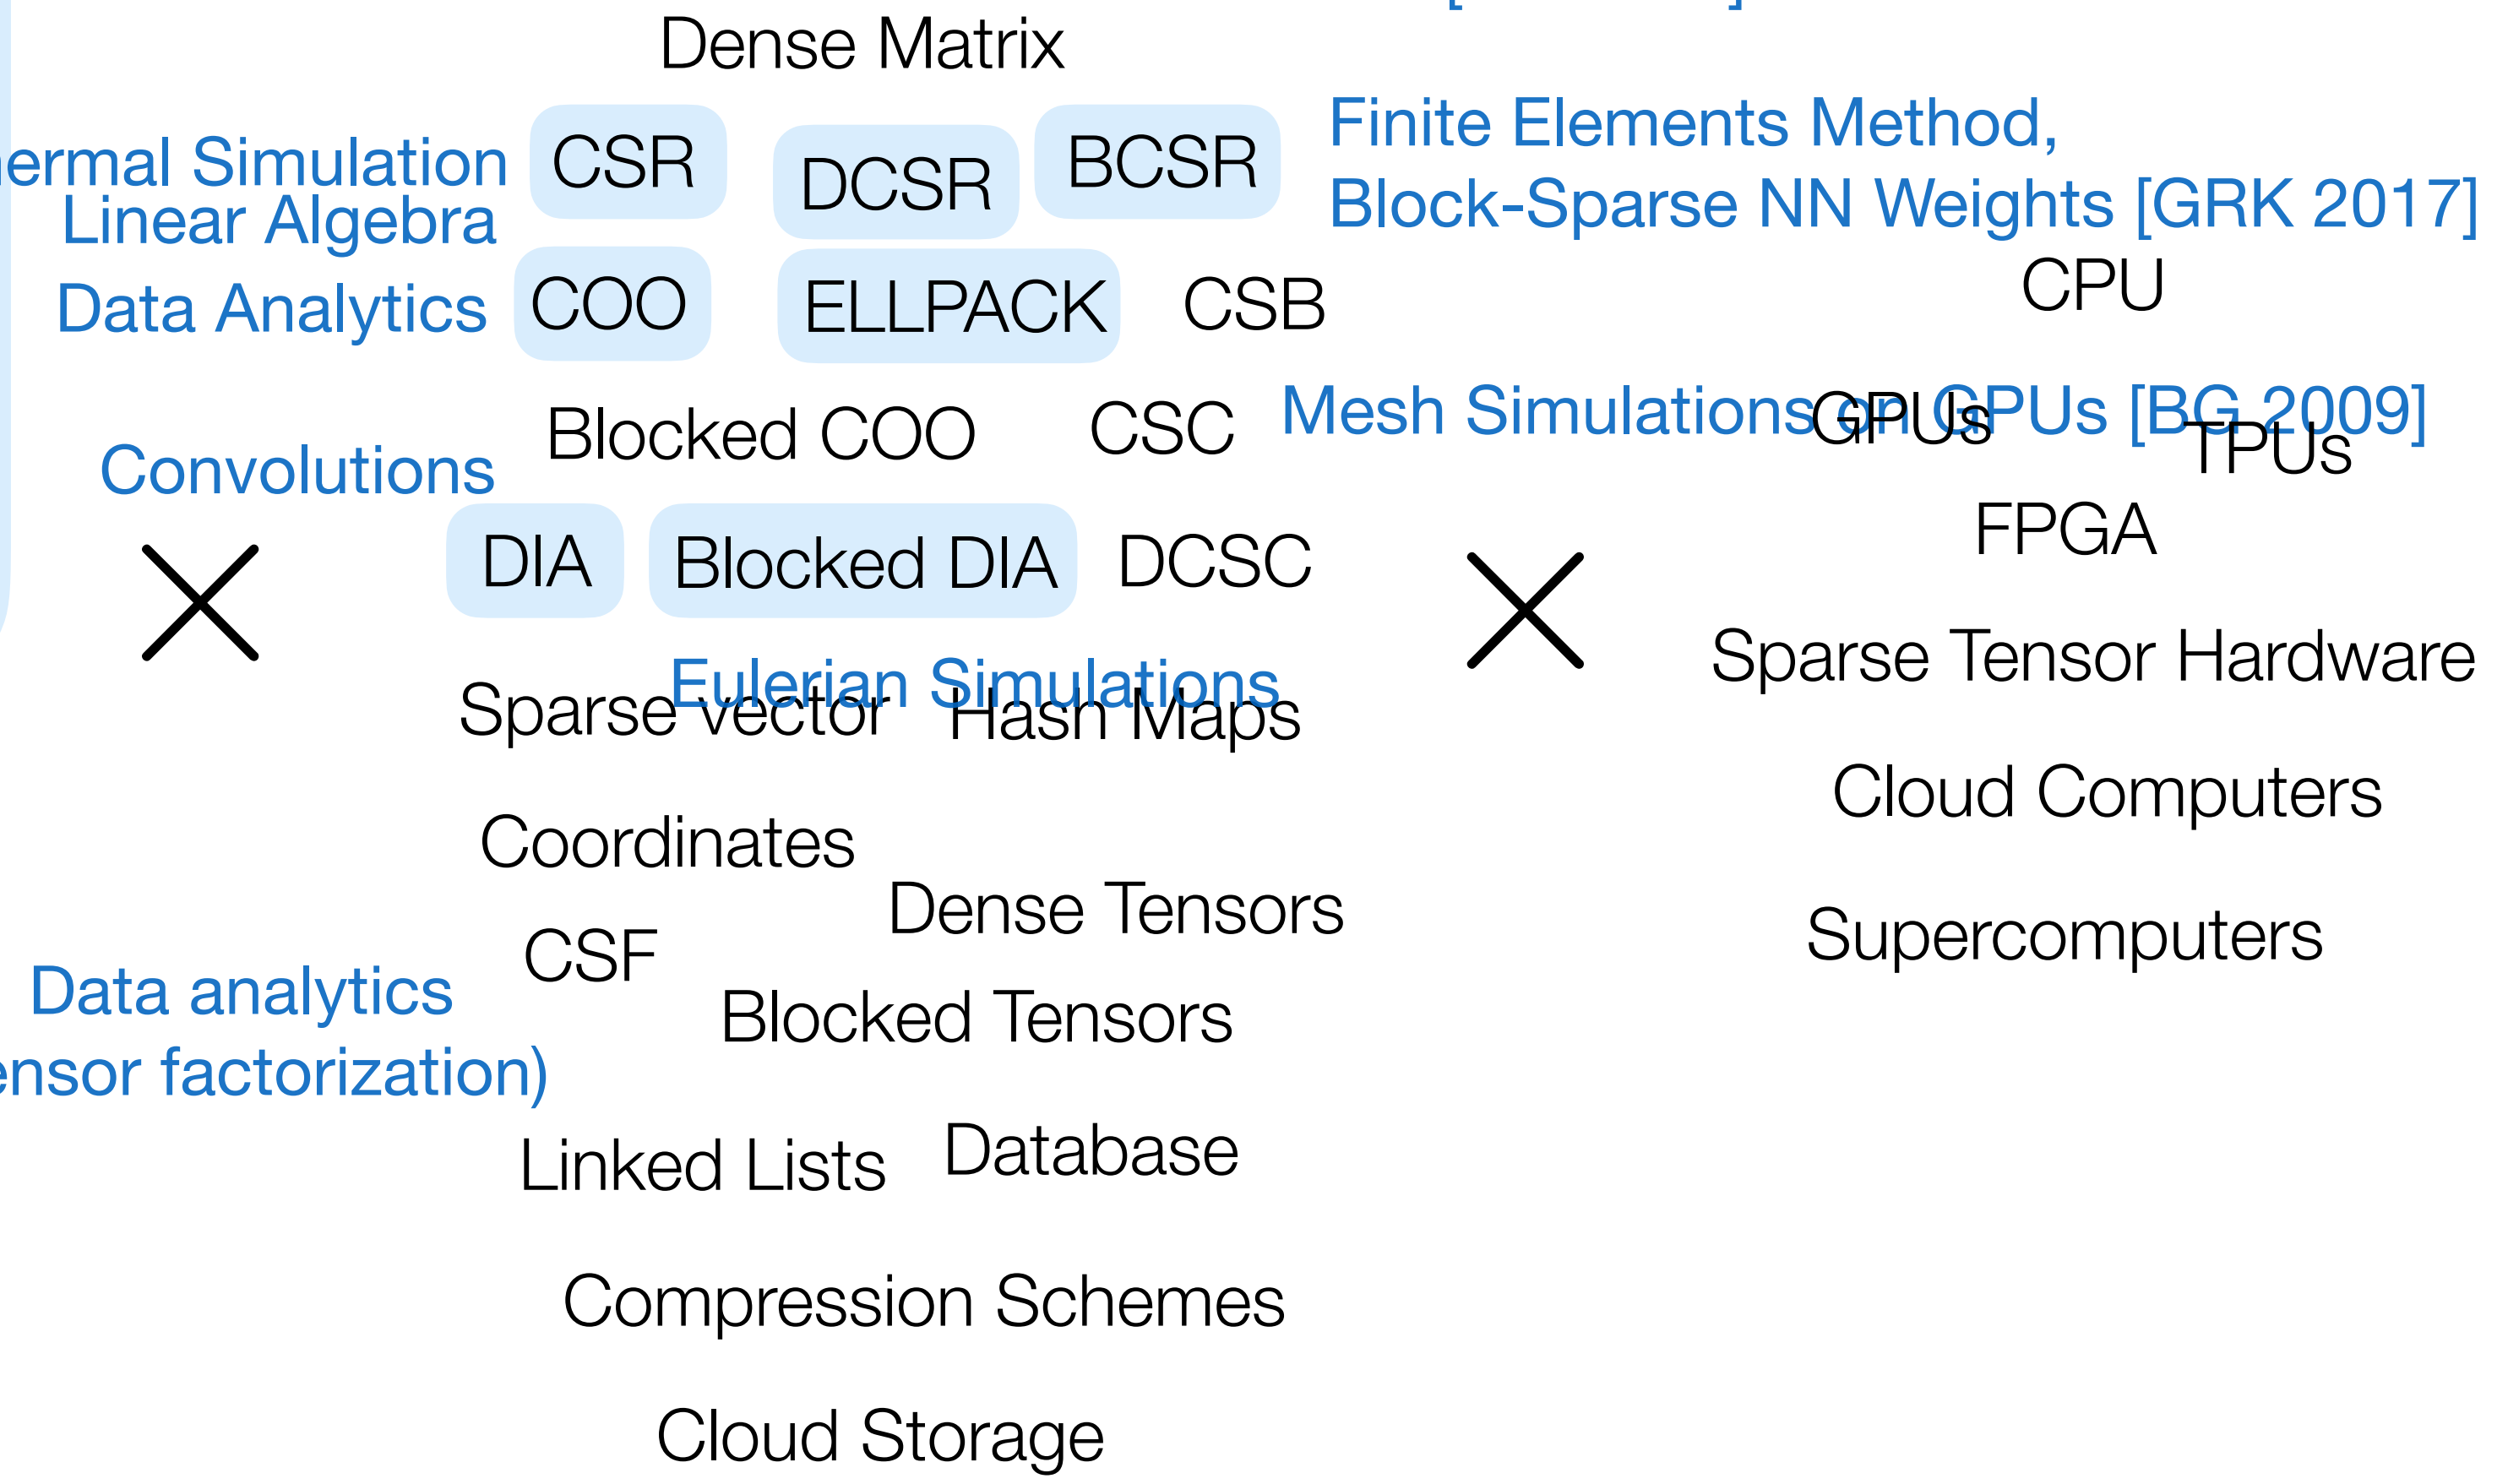 Dense Matrix
Finite Elements Method,
Simulation
CSR
DCSR
BCSR
Block-Sparse NN Weights [GRK 2017]
Linear Algebra
CPU
Data Analytics
COO
ELLPACK
CSB
Mesh Simulations on GPUs [BG 2009]
GPUs
TPUs
Blocked COO
CSC
Convolutions
FPGA
DIA
Blocked DIA
DCSC
Sparse Tensor Hardware
Eulerian Simulations
Sparse vector
Hash Maps
Cloud Computers
Coordinates
Dense Tensors
Supercomputers
CSF
Data analytics
Blocked Tensors
factorization)
Linked Lists
Database
Compression Schemes
Cloud Storage